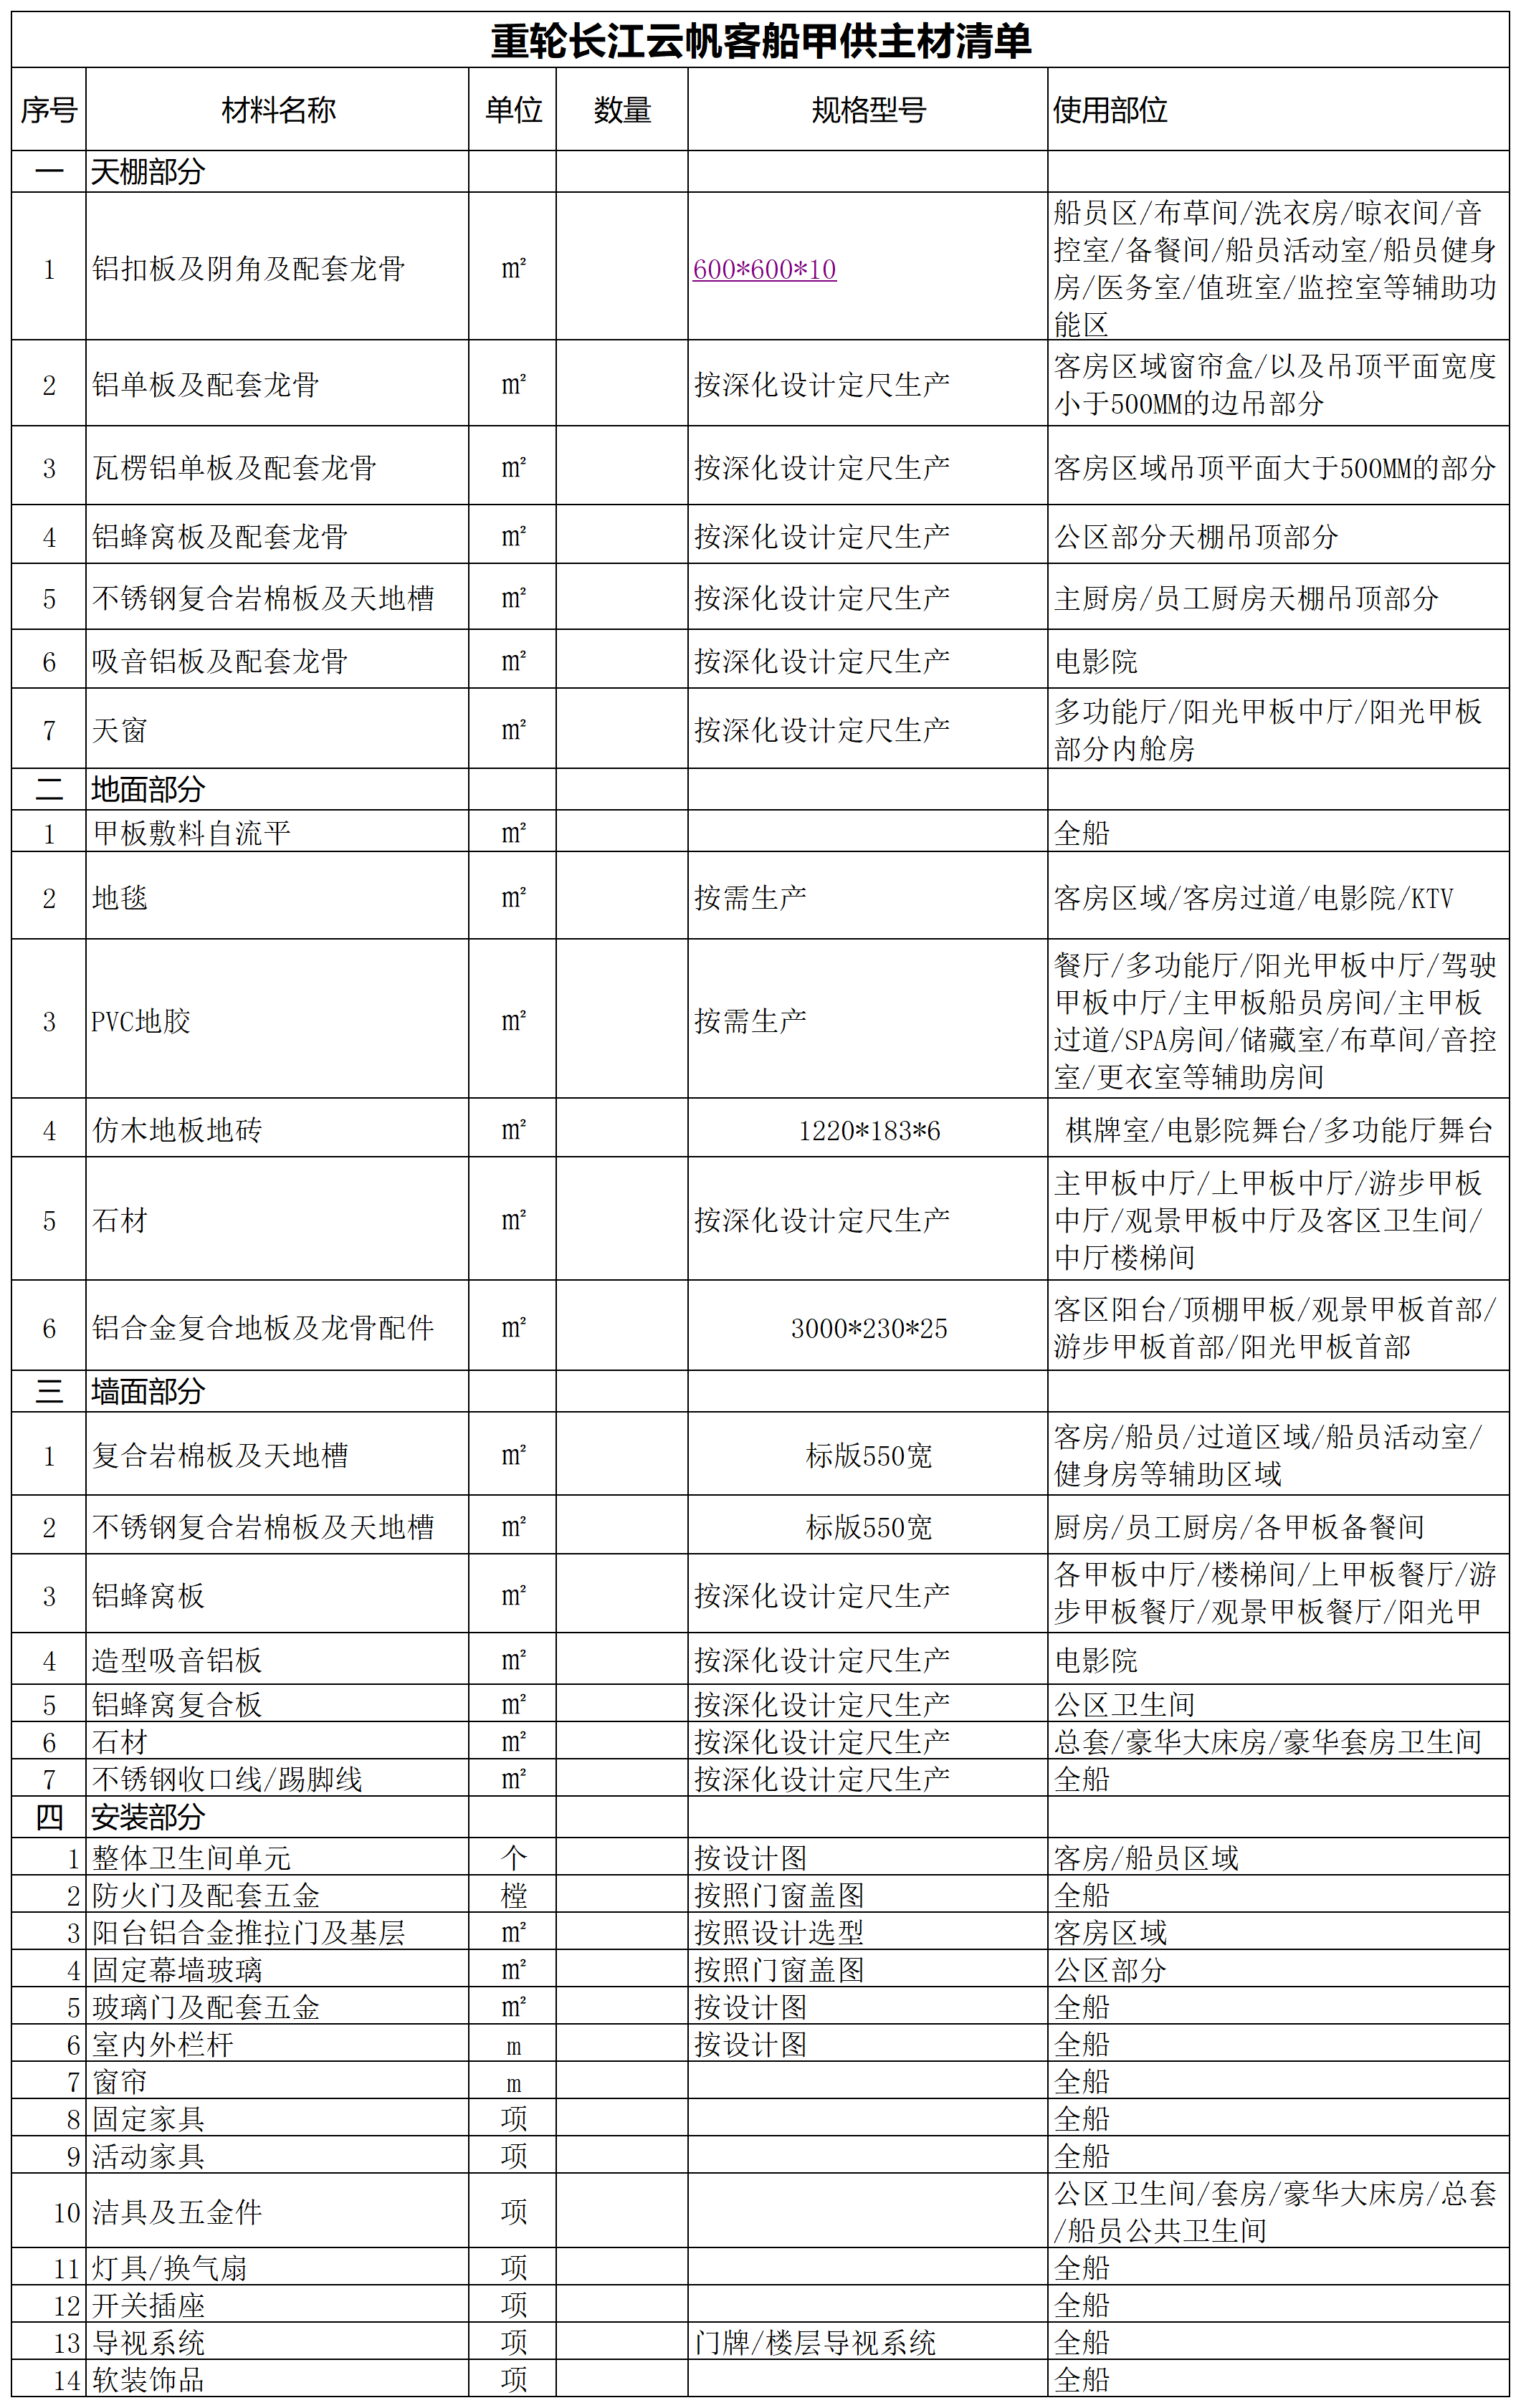 重轮长江云帆客船甲供主材清单
序号 材料名称 单位 数量 规格型号 使用部位
一 天棚部分
1 铝扣板及阴角及配套龙骨 ㎡ 600*600*10 船员区/布草间/洗衣房/晾衣间/音
控室/备餐间/船员活动室/船员健身
房/医务室/值班室/监控室等辅助功
能区
2 铝单板及配套龙骨 ㎡ 按深化设计定尺生产 客房区域窗帘盒/以及吊顶平面宽度
小于500MM的边吊部分
3 瓦楞铝单板及配套龙骨 ㎡ 按深化设计定尺生产 客房区域吊顶平面大于500MM的部分
4 铝蜂窝板及配套龙骨 ㎡ 按深化设计定尺生产 公区部分天棚吊顶部分
5 不锈钢复合岩棉板及天地槽 ㎡ 按深化设计定尺生产 主厨房/员工厨房天棚吊顶部分
6 吸音铝板及配套龙骨 ㎡ 按深化设计定尺生产 电影院
7 天窗 ㎡ 按深化设计定尺生产 多功能厅/阳光甲板中厅/阳光甲板
部分内舱房
二 地面部分
1 甲板敷料自流平 ㎡ 全船
2 地毯 ㎡ 按需生产 客房区域/客房过道/电影院/KTV
3 PVC地胶 ㎡ 按需生产 餐厅/多功能厅/阳光甲板中厅/驾驶
甲板中厅/主甲板船员房间/主甲板
过道/SPA房间/储藏室/布草间/音控
室/更衣室等辅助房间
4 仿木地板地砖 ㎡ 1220*183*6 棋牌室/电影院舞台/多功能厅舞台
5 石材 ㎡ 按深化设计定尺生产 主甲板中厅/上甲板中厅/游步甲板
中厅/观景甲板中厅及客区卫生间/
中厅楼梯间
6 铝合金复合地板及龙骨配件 ㎡ 3000*230*25 客区阳台/顶棚甲板/观景甲板首部/
游步甲板首部/阳光甲板首部
三 墙面部分
1 复合岩棉板及天地槽 ㎡ 标版550宽 客房/船员/过道区域/船员活动室/
健身房等辅助区域
2 不锈钢复合岩棉板及天地槽 ㎡ 标版550宽 厨房/员工厨房/各甲板备餐间
3 铝蜂窝板 ㎡ 按深化设计定尺生产 各甲板中厅/楼梯间/上甲板餐厅/游
步甲板餐厅/观景甲板餐厅/阳光甲
4 造型吸音铝板 ㎡ 按深化设计定尺生产 电影院
5 铝蜂窝复合板 ㎡ 按深化设计定尺生产 公区卫生间
6 石材 ㎡ 按深化设计定尺生产 总套/豪华大床房/豪华套房卫生间
7 不锈钢收口线/踢脚线 ㎡ 按深化设计定尺生产 全船
四 安装部分
1 整体卫生间单元 个 按设计图 客房/船员区域
2 防火门及配套五金 樘 按照门窗盖图 全船
3 阳台铝合金推拉门及基层 ㎡ 按照设计选型 客房区域
4 固定幕墙玻璃 ㎡ 按照门窗盖图 公区部分
5 玻璃门及配套五金 ㎡ 按设计图 全船
6 室内外栏杆 m 按设计图 全船
7 窗帘 m 全船
8 固定家具 项 全船
9 活动家具 项 全船
10 洁具及五金件 项 公区卫生间/套房/豪华大床房/总套
/船员公共卫生间
11 灯具/换气扇 项 全船
12 开关插座 项 全船
13 导视系统 项 门牌/楼层导视系统 全船
14 软装饰品 项 全船